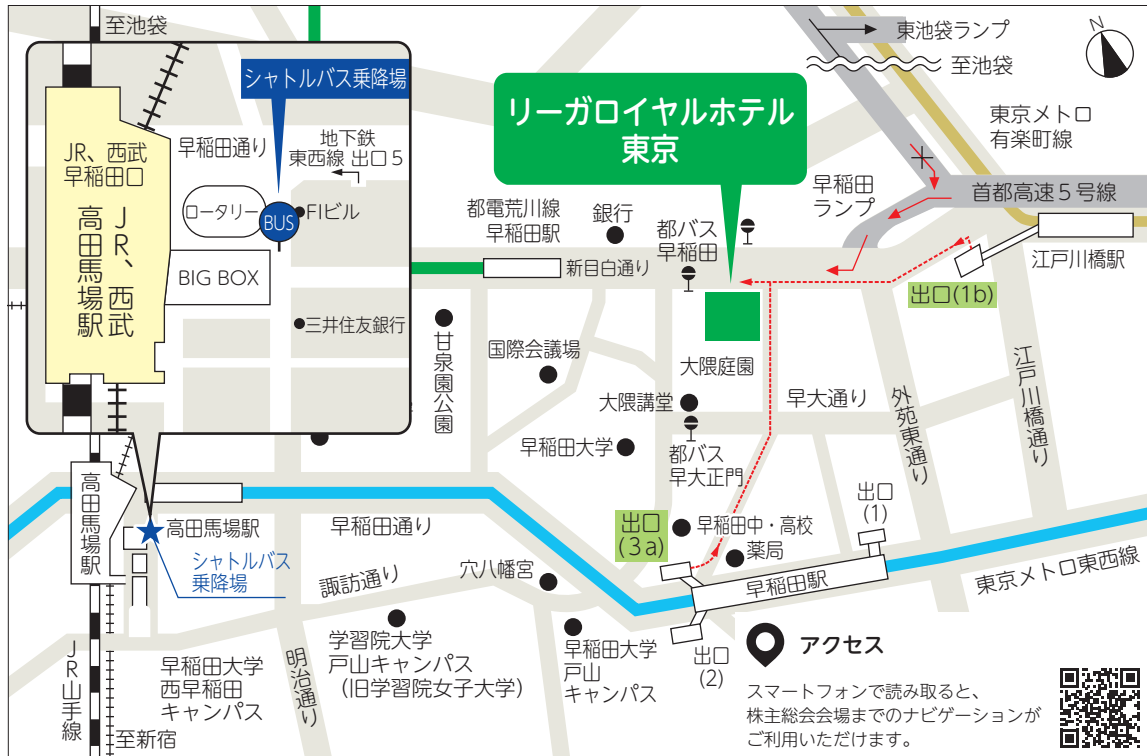 至池袋
シャトルバス乗降場
地下鉄
東西線 出口5
早稲田通り
JR、西武
早稲田口
JR、西武
高田馬場駅
ロータリー
BUS
FIビル
BIG BOX
三井住友銀行
リーガロイヤルホテル
東京
東池袋ランプ
至池袋
N
東京メトロ
有楽町線
早稲田
ランプ
首都高速5号線
江戸川橋駅
出口(1b)
都電荒川線
早稲田駅
銀行
都バス
早稲田
新目白通り
甘泉園公園
国際会議場
大隈庭園
大隈講堂
早大通り
外苑東通り
江戸川橋通り
早稲田大学
都バス
早大正門
高田馬場駅
高田馬場駅
シャトルバス
乗降場
早稲田通り
出口
(3a)
早稲田中・高校
薬局
出口
(1)
早稲田駅
東京メトロ東西線
諏訪通り
穴八幡宮
学習院大学
戸山キャンパス
(旧学習院女子大学)
早稲田大学
戸山
キャンパス
出口
(2)
JR山手線
早稲田大学
西早稲田
キャンパス
明治通り
至新宿
アクセス
スマートフォンで読み取ると、
株主総会会場までのナビゲーションが
ご利用いただけます。